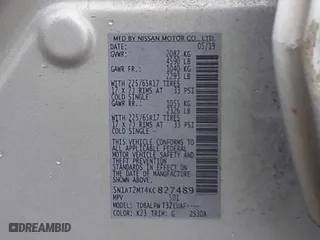 MFD BY NISSAN MOTOR CO., LTD.
DATE: 05/19
GVWR: 2082 KG
4590 LB
GAWR FR: 1040 KG
2293 LB
WITH 225/65R17 TIRES
17 X 7J RIMS AT 33 PSI
COLD SINGLE
GAWR RR: 1055 KG
2326 LB
WITH 225/65R17 TIRES
17 X 7J RIMS AT 33 PSI
COLD SINGLE
THIS VEHICLE CONFORMS TO
ALL APPLICABLE U.S. FEDERAL
MOTOR VEHICLE SAFETY AND
THEFT PREVENTION STANDARDS
IN EFFECT ON THE DATE OF
MANUFACTURE SHOWN ABOVE.
5N1AT2MT4KC827489
MPV
MODEL:
COLOR: K23 TRIM: G
DREAMBID